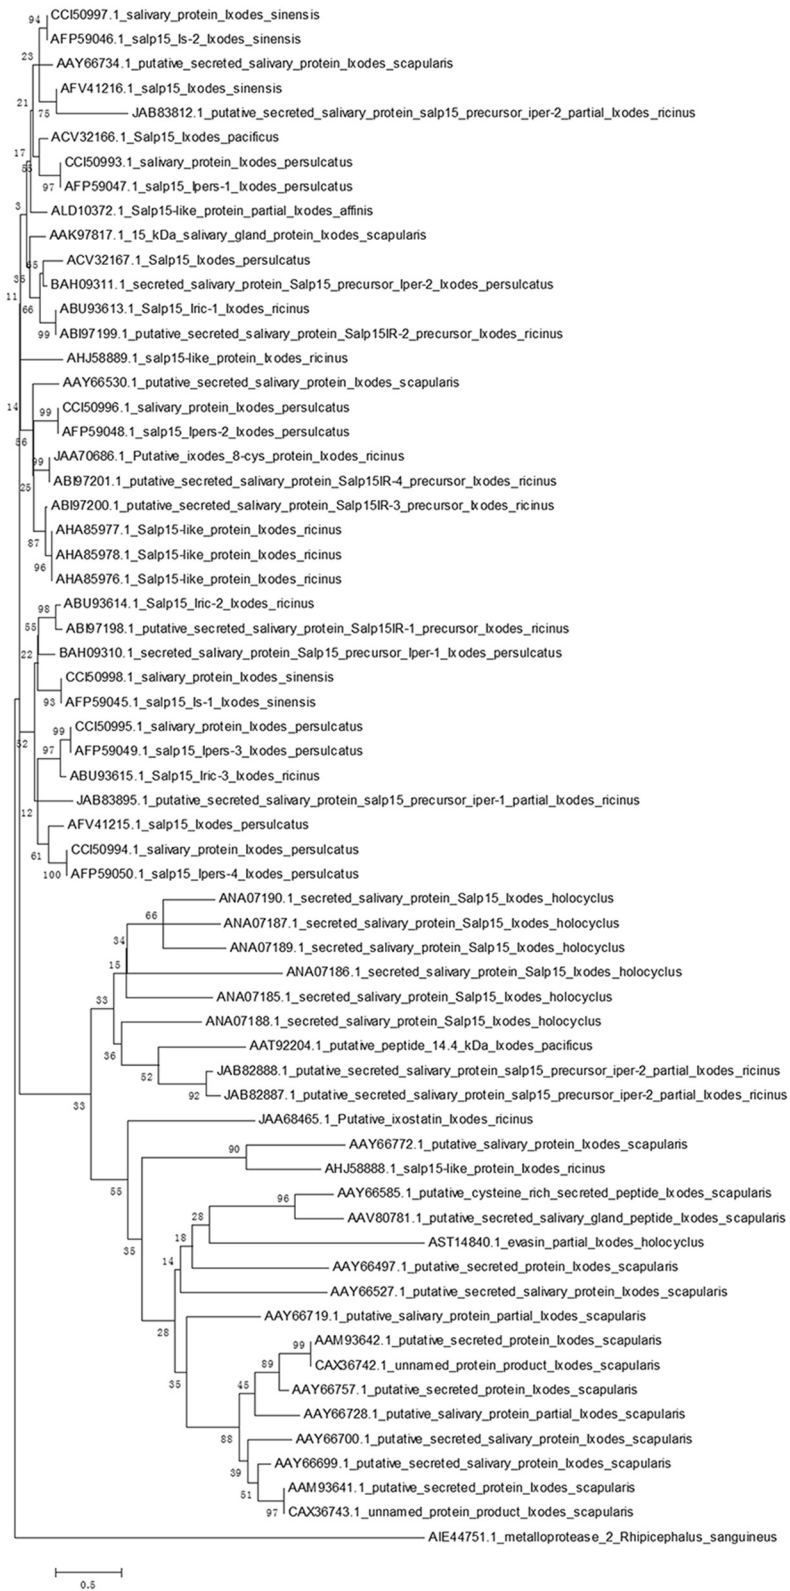 94 CCI50997.1_salivary_protein_Ixodes_sinensis
AFP59046.1_salp15_Is-2_Ixodes_sinensis
23 AAY66734.1_putative_secreted_salivary_protein_Ixodes_scapularis
AFV41216.1_salp15_Ixodes_sinensis
21 75 JAB83812.1_putative_secreted_salivary_protein_salp15_precursor_iper-2_partial_Ixodes_ricinus
ACV32166.1_Salp15_Ixodes_pacificus
17 CCI50993.1_salivary_protein_Ixodes_persulcatus
97 AFP59047.1_salp15_Ipers-1_Ixodes_persulcatus
3 ALD10372.1_Salp15-like_protein_partial_Ixodes_affinis
AAK97817.1_15_kDa_salivary_gland_protein_Ixodes_scapularis
ACV32167.1_Salp15_Ixodes_persulcatus
BAH09311.1_secreted_salivary_protein_Salp15_precursor_Iper-2_Ixodes_persulcatus
11 66 ABU93613.1_Salp15_Iric-1_Ixodes_ricinus
99 ABI97199.1_putative_secreted_salivary_protein_Salp15IR-2_precursor_Ixodes_ricinus
AHJ58889.1_salp15-like_protein_Ixodes_ricinus
AAY66530.1_putative_secreted_salivary_protein_Ixodes_scapularis
14 99 CCI50996.1_salivary_protein_Ixodes_persulcatus
56 AFP59048.1_salp15_Ipers-2_Ixodes_persulcatus
99 JAA70686.1_Putative_ixodes_8-cys_protein_Ixodes_ricinus
25 ABI97201.1_putative_secreted_salivary_protein_Salp15IR-4_precursor_Ixodes_ricinus
ABI97200.1_putative_secreted_salivary_protein_Salp15IR-3_precursor_Ixodes_ricinus
87 AHA85977.1_Salp15-like_protein_Ixodes_ricinus
AHA85978.1_Salp15-like_protein_Ixodes_ricinus
96 AHA85976.1_Salp15-like_protein_Ixodes_ricinus
98 ABU93614.1_Salp15_Iric-2_Ixodes_ricinus
55 ABI97198.1_putative_secreted_salivary_protein_Salp15IR-1_precursor_Ixodes_ricinus
22 BAH09310.1_secreted_salivary_protein_Salp15_precursor_Iper-1_Ixodes_persulcatus
CCI50998.1_salivary_protein_Ixodes_sinensis
93 AFP59045.1_salp15_Is-1_Ixodes_sinensis
99 CCI50995.1_salivary_protein_Ixodes_persulcatus
52 97 AFP59049.1_salp15_Ipers-3_Ixodes_persulcatus
ABU93615.1_Salp15_Iric-3_Ixodes_ricinus
12 JAB83895.1_putative_secreted_salivary_protein_salp15_precursor_iper-1_partial_Ixodes_ricinus
AFV41215.1_salp15_Ixodes_persulcatus
61 CCI50994.1_salivary_protein_Ixodes_persulcatus
100 AFP59050.1_salp15_Ipers-4_Ixodes_persulcatus
ANA07190.1_secreted_salivary_protein_Salp15_Ixodes_holocyclus
66 ANA07187.1_secreted_salivary_protein_Salp15_Ixodes_holocyclus
34 ANA07189.1_secreted_salivary_protein_Salp15_Ixodes_holocyclus
15 ANA07186.1_secreted_salivary_protein_Salp15_Ixodes_holocyclus
33 ANA07185.1_secreted_salivary_protein_Salp15_Ixodes_holocyclus
ANA07188.1_secreted_salivary_protein_Salp15_Ixodes_holocyclus
36 AAT92204.1_putative_peptide_14.4_kDa_Ixodes_pacificus
52 JAB82888.1_putative_secreted_salivary_protein_salp15_precursor_iper-2_partial_Ixodes_ricinus
33 92 JAB82887.1_putative_secreted_salivary_protein_salp15_precursor_iper-2_partial_Ixodes_ricinus
JAA68465.1_Putative_ixostatin_Ixodes_ricinus
90 AAY66772.1_putative_salivary_protein_Ixodes_scapularis
AHJ58888.1_salp15-like_protein_Ixodes_ricinus
55 96 AAY66585.1_putative_cysteine_rich_secreted_peptide_Ixodes_scapularis
28 AAV80781.1_putative_secreted_salivary_gland_peptide_Ixodes_scapularis
35 18 AST14840.1_evasin_partial_Ixodes_holocyclus
14 AAY66497.1_putative_secreted_protein_Ixodes_scapularis
AAY66527.1_putative_secreted_salivary_protein_Ixodes_scapularis
28 AAY66719.1_putative_salivary_protein_partial_Ixodes_scapularis
99 AAM93642.1_putative_secreted_protein_Ixodes_scapularis
89 CAX36742.1_unnamed_protein_product_Ixodes_scapularis
35 45 AAY66757.1_putative_secreted_protein_Ixodes_scapularis
AAY66728.1_putative_salivary_protein_partial_Ixodes_scapularis
88 AAY66700.1_putative_secreted_salivary_protein_Ixodes_scapularis
39 AAY66699.1_putative_secreted_salivary_protein_Ixodes_scapularis
51 AAM93641.1_putative_secreted_protein_Ixodes_scapularis
97 CAX36743.1_unnamed_protein_product_Ixodes_scapularis
AIE44751.1_metalloprotease_2_Rhipicephalus_sanguineus
0.5